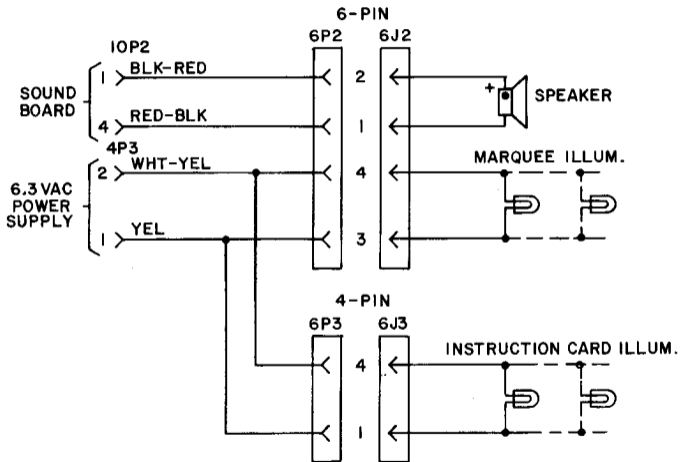 6-PIN
6P2 6J2
10P2
1 BLK-RED 2
SOUND BOARD
SPEAKER
+
4 RED-BLK 1
4P3
2 WHT-YEL 4
MARQUEE ILLUM.
6.3 VAC
POWER
SUPPLY
1 YEL 3
4-PIN
6P3 6J3
INSTRUCTION CARD ILLUM.
4
1